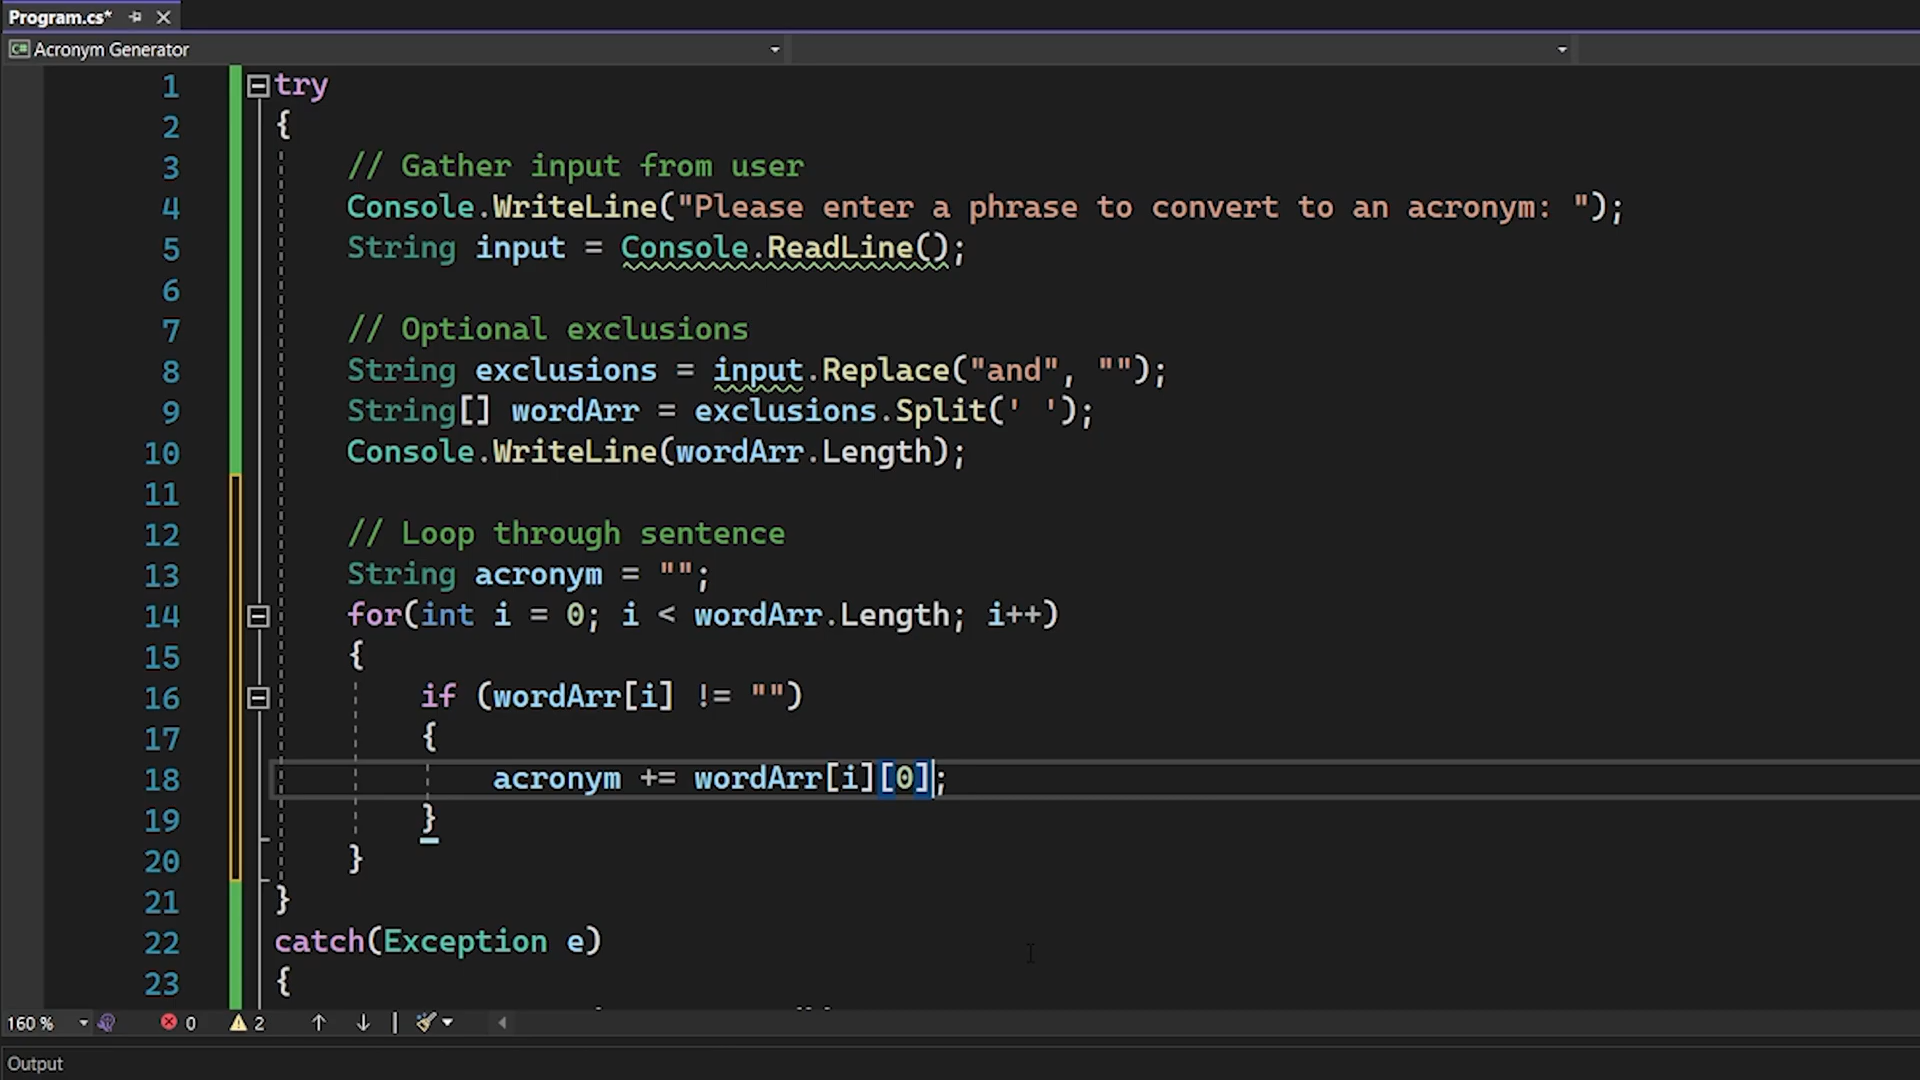 Program.cs*
Acronym Generator
1 try
2 {
3 // Gather input from user
4 Console.WriteLine("Please enter a phrase to convert to an acronym: ");
5 String input = Console.ReadLine();
6
7 // Optional exclusions
8 String exclusions = input.Replace("and", "");
9 String[] wordArr = exclusions.Split(' ');
10 Console.WriteLine(wordArr.Length);
11
12 // Loop through sentence
13 String acronym = "";
14 for(int i = 0; i < wordArr.Length; i++)
15 {
16 if (wordArr[i] != "")
17 {
18 acronym += wordArr[i][0];
19 }
20 }
21 }
22 catch(Exception e)
23 {
160 % 0 2
Output